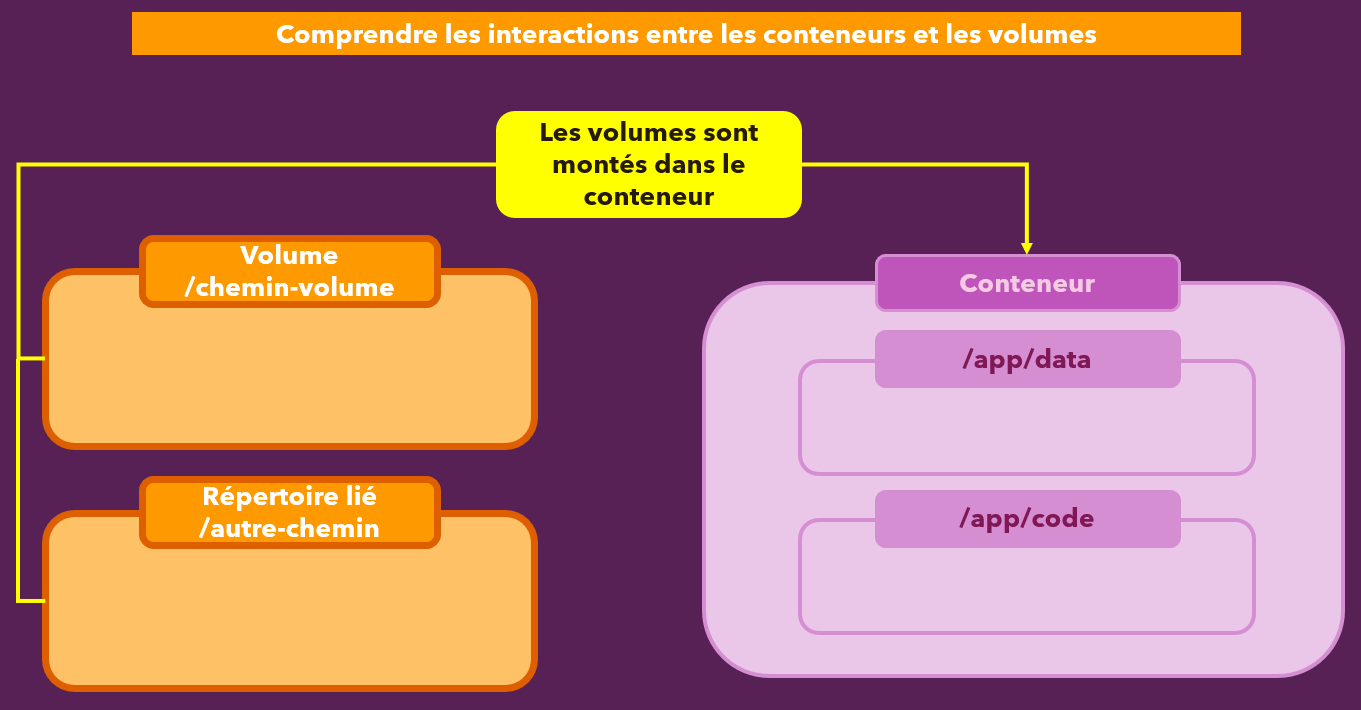 Comprendre les interactions entre les conteneurs et les volumes
Les volumes sont
montés dans le
conteneur
Volume
/chemin-volume
Conteneur
/app/data
Répertoire lié
/autre-chemin
/app/code